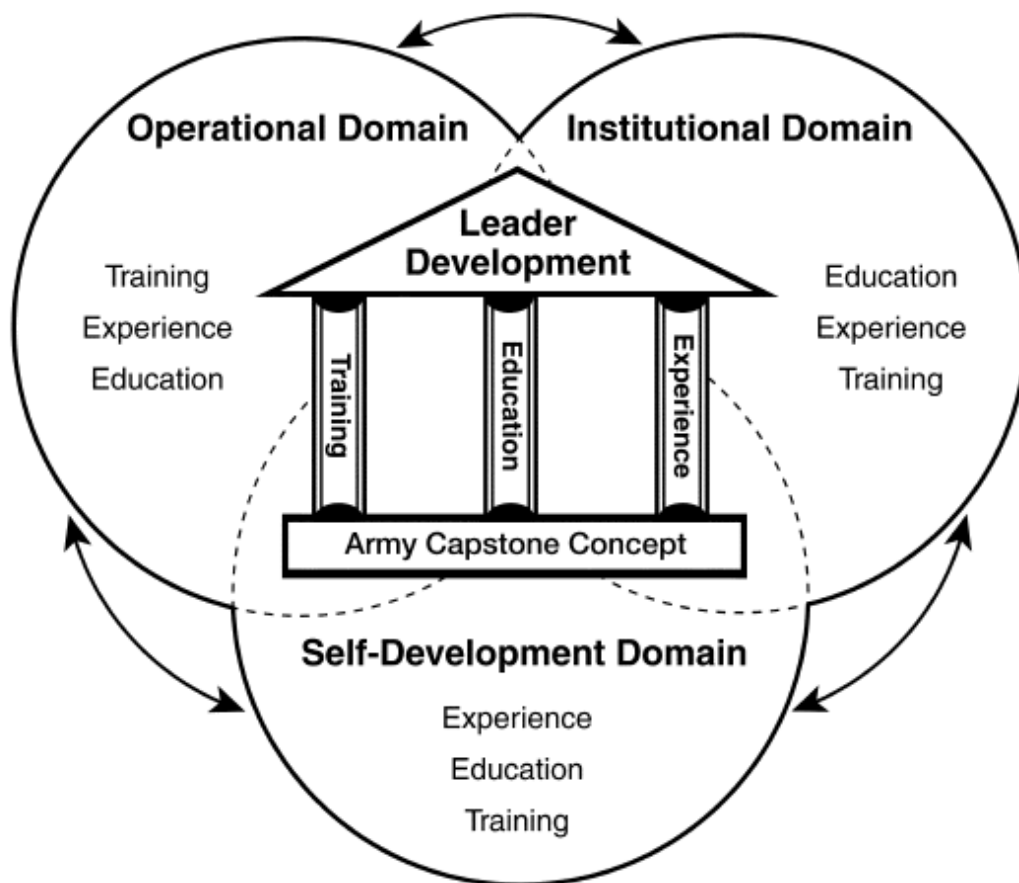 Operational Domain
Institutional Domain
Leader
Development
Training
Experience
Education
Education
Experience
Training
Training
Education
Experience
Army Capstone Concept
Self-Development Domain
Experience
Education
Training